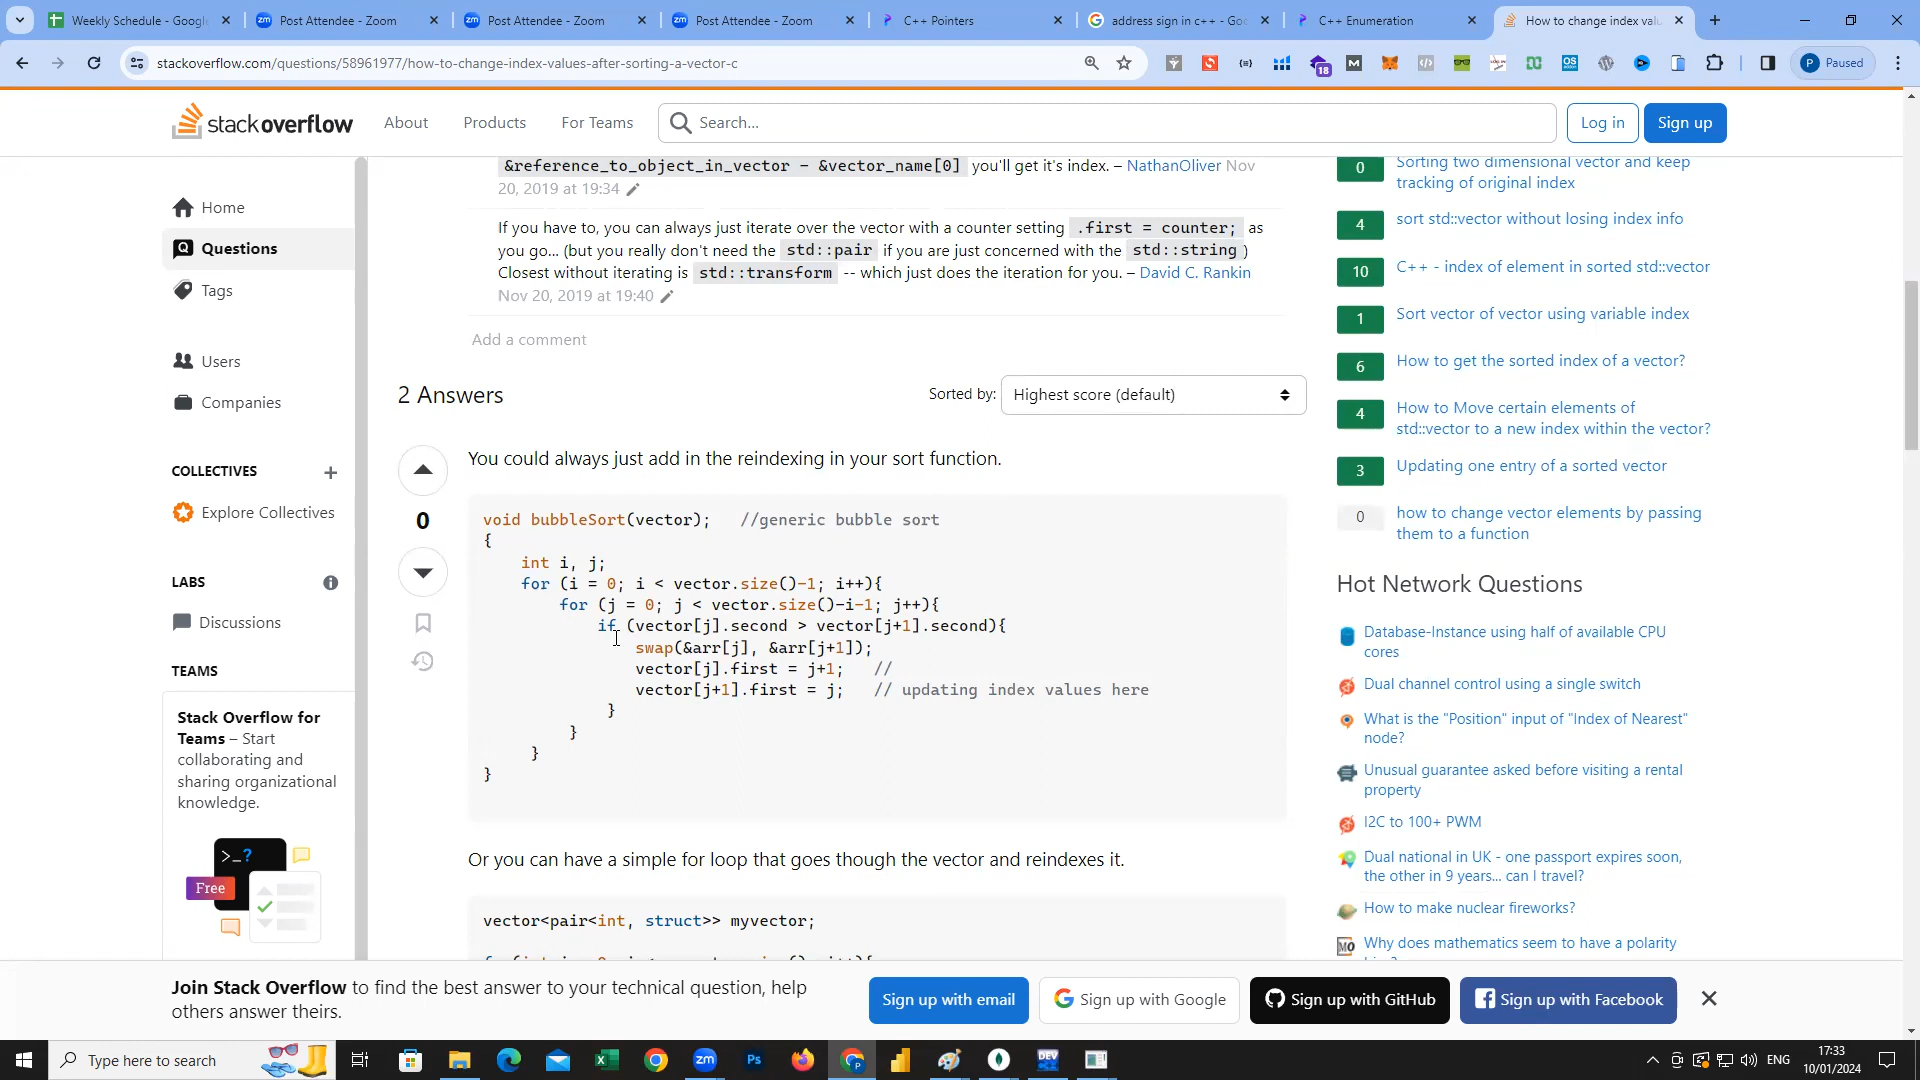 Weekly Schedule - Google
Post Attendee - Zoom
Post Attendee - Zoom
Post Attendee - Zoom
C++ Pointers
address sign in c++ - Goo
C++ Enumeration
How to change index valu
stackoverflow.com/questions/58961977/how-to-change-index-values-after-sorting-a-vector-c
18
P Paused
stack overflow
About
Products
For Teams
Search...
Log in
Sign up
Home
Questions
Tags
Users
Companies
COLLECTIVES
Explore Collectives
LABS
Discussions
TEAMS
Stack Overflow for
Teams – Start
collaborating and
sharing organizational
knowledge.
>_?
Free
&reference_to_object_in_vector - &vector_name[0] you'll get it's index. – NathanOliver Nov
20, 2019 at 19:34
If you have to, you can always just iterate over the vector with a counter setting .first = counter; as
you go... (but you really don't need the std::pair if you are just concerned with the std::string )
Closest without iterating is std::transform -- which just does the iteration for you. – David C. Rankin
Nov 20, 2019 at 19:40
Add a comment
2 Answers
Sorted by:
Highest score (default)
0
You could always just add in the reindexing in your sort function.
void bubbleSort(vector); //generic bubble sort
{
int i, j;
for (i = 0; i < vector.size()-1; i++){
for (j = 0; j < vector.size()-i-1; j++){
if (vector[j].second > vector[j+1].second){
swap(&arr[j], &arr[j+1]);
vector[j].first = j+1; //
vector[j+1].first = j; // updating index values here
}
}
}
}
Or you can have a simple for loop that goes though the vector and reindexes it.
vector<pair<int, struct>> myvector;
0 Sorting two dimensional vector and keep
tracking of original index
4 sort std::vector without losing index info
10 C++ - index of element in sorted std::vector
1 Sort vector of vector using variable index
6 How to get the sorted index of a vector?
4 How to Move certain elements of
std::vector to a new index within the vector?
3 Updating one entry of a sorted vector
0 how to change vector elements by passing
them to a function
Hot Network Questions
Database-Instance using half of available CPU
cores
Dual channel control using a single switch
What is the "Position" input of "Index of Nearest"
node?
Unusual guarantee asked before visiting a rental
property
I2C to 100+ PWM
Dual national in UK - one passport expires soon,
the other in 9 years... can I travel?
How to make nuclear fireworks?
Why does mathematics seem to have a polarity
Join Stack Overflow to find the best answer to your technical question, help
others answer theirs.
Sign up with email
Sign up with Google
Sign up with GitHub
Sign up with Facebook
Type here to search
ENG
17:33
10/01/2024